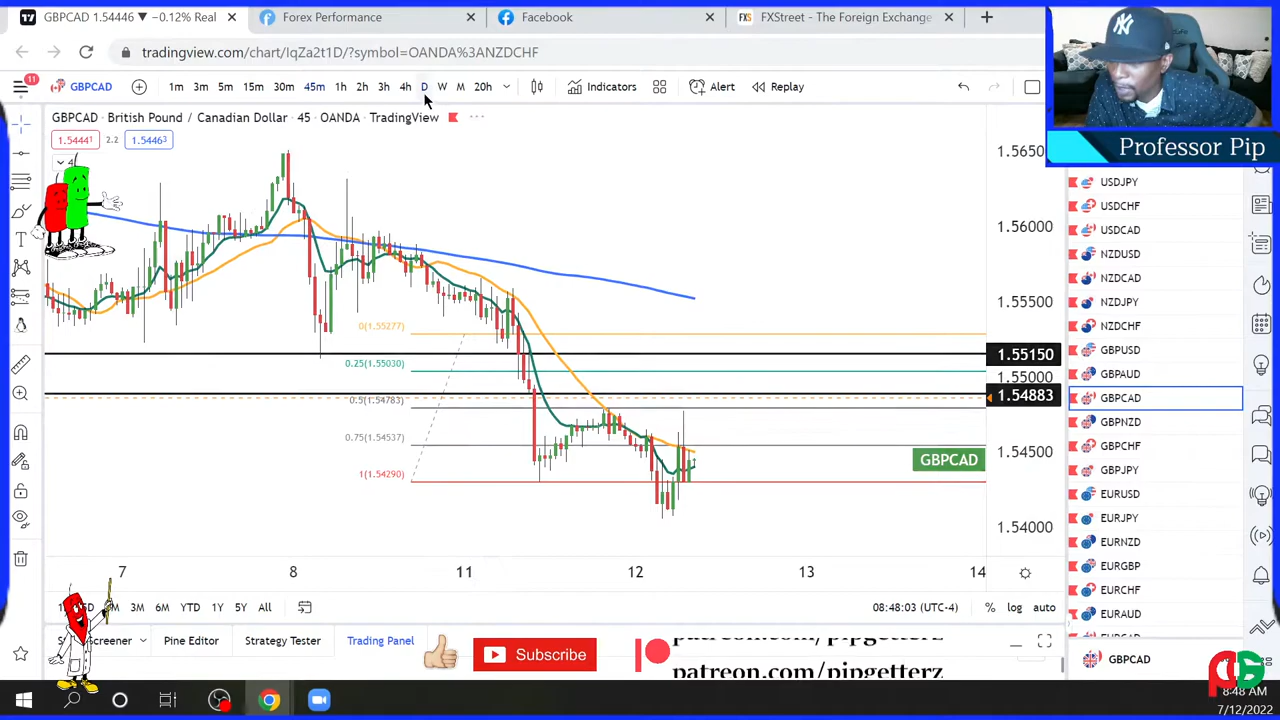 GBPCAD 1.54446 ▼ −0.12% Real
Forex Performance
Facebook
FXStreet - The Foreign Exchange
tradingview.com/chart/IqZa2t1D/?symbol=OANDA%3ANZDCHF
11
GBPCAD
1m 3m 5m 15m 30m 45m 1h 2h 3h 4h D W M 20h
Indicators
Alert
Replay
GBPCAD · British Pound / Canadian Dollar · 45 · OANDA · TradingView
1.54441
2.2
1.54463
4
Professor Pip
1.5650
1.56000
1.55500
0(1.55277)
1.55150
0.25(1.55030)
1.55000
1.54883
0.5(1.54783)
0.75(1.54537)
1.54500
GBPCAD
1(1.54290)
1.54000
7 8 11 12 13 14
USDJPY
USDCHF
USDCAD
NZDUSD
NZDCAD
NZDJPY
NZDCHF
GBPUSD
GBPAUD
GBPCAD
GBPNZD
GBPCHF
GBPJPY
EURUSD
EURJPY
EURNZD
EURGBP
EURCHF
EURAUD
3M 6M YTD 1Y 5Y All
08:48:03 (UTC-4)
% log auto
Screener
Pine Editor
Strategy Tester
Trading Panel
Subscribe
patreon.com/pipgetterz
patreon.com/pipgetterz
GBPCAD
PG
8:48 AM
7/12/2022